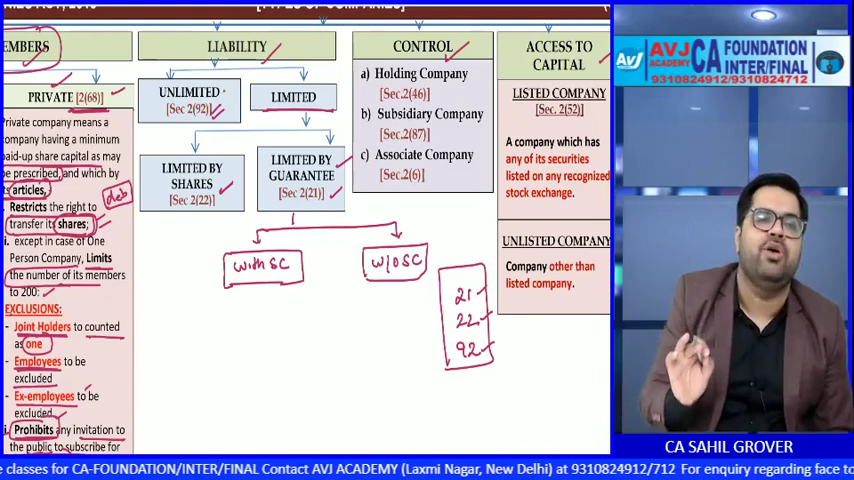 [TYPES OF COMPANIES]
EMBERS
PRIVATE [2(68)]
Private company means a
company having a minimum
paid-up share capital as may
be prescribed, and which by
its articles,
deb
Restricts the right to
transfer its shares;
i. except in case of One
Person Company, Limits
the number of its members
to 200:
EXCLUSIONS:
- Joint Holders to counted
as one
- Employees to be
excluded
- Ex-employees to be
excluded
i. Prohibits any invitation to
the public to subscribe for
LIABILITY
UNLIMITED
[Sec 2(92)]
LIMITED
LIMITED BY
SHARES
[Sec 2(22)]
LIMITED BY
GUARANTEE
[Sec 2(21)]
with SC
w/o SC
21
22
92
CONTROL
a) Holding Company
[Sec.2(46)]
b) Subsidiary Company
[Sec.2(87)]
c) Associate Company
[Sec.2(6)]
ACCESS TO
CAPITAL
LISTED COMPANY
[Sec. 2(52)]
A company which has
any of its securities
listed on any recognized
stock exchange.
UNLISTED COMPANY
Company other than
listed company.
AVJ
AVJ
ACADEMY
CA
FOUNDATION
INTER/FINAL
9310824912/9310824712
CA SAHIL GROVER
e classes for CA-FOUNDATION/INTER/FINAL Contact AVJ ACADEMY (Laxmi Nagar, New Delhi) at 9310824912/712 For enquiry regarding face to